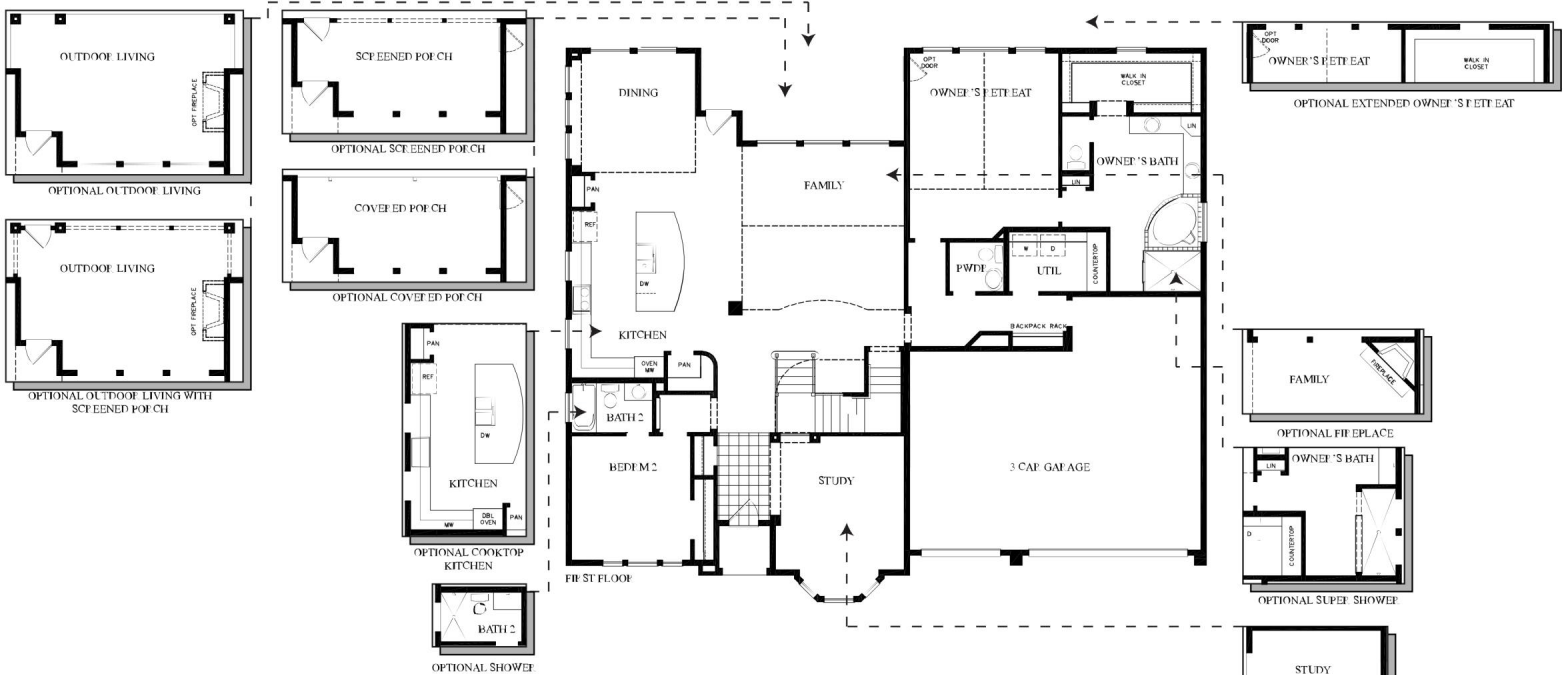 OUTDOOR LIVING
OPT FIREPLACE
OPTIONAL OUTDOOR LIVING
OUTDOOR LIVING
OPT FIREPLACE
OPTIONAL OUTDOOR LIVING WITH
SCREENED PORCH
SCREENED PORCH
OPTIONAL SCREENED PORCH
COVERED PORCH
OPTIONAL COVERED PORCH
PAN
REF
DW
KITCHEN
MW
DBL
OVEN
PAN
OPTIONAL COOKTOP
KITCHEN
BATH 2
OPTIONAL SHOWER
DINING
PAN
REF
DW
KITCHEN
OVEN
MW
PAN
FAMILY
BATH 2
BEDRM 2
STUDY
FIRST FLOOR
OPT
DOOR
OWNER'S RETREAT
WALK IN
CLOSET
LIN
OWNER'S BATH
LIN
PWDR
W
D
UTIL
COUNTERTOP
BACKPACK RACK
3 CAR GARAGE
OPT
DOOR
OWNER'S RETREAT
WALK IN
CLOSET
OPTIONAL EXTENDED OWNER'S RETREAT
FAMILY
FIREPLACE
OPTIONAL FIREPLACE
OWNER'S BATH
LIN
D
COUNTERTOP
OPTIONAL SUPER SHOWER
STUDY